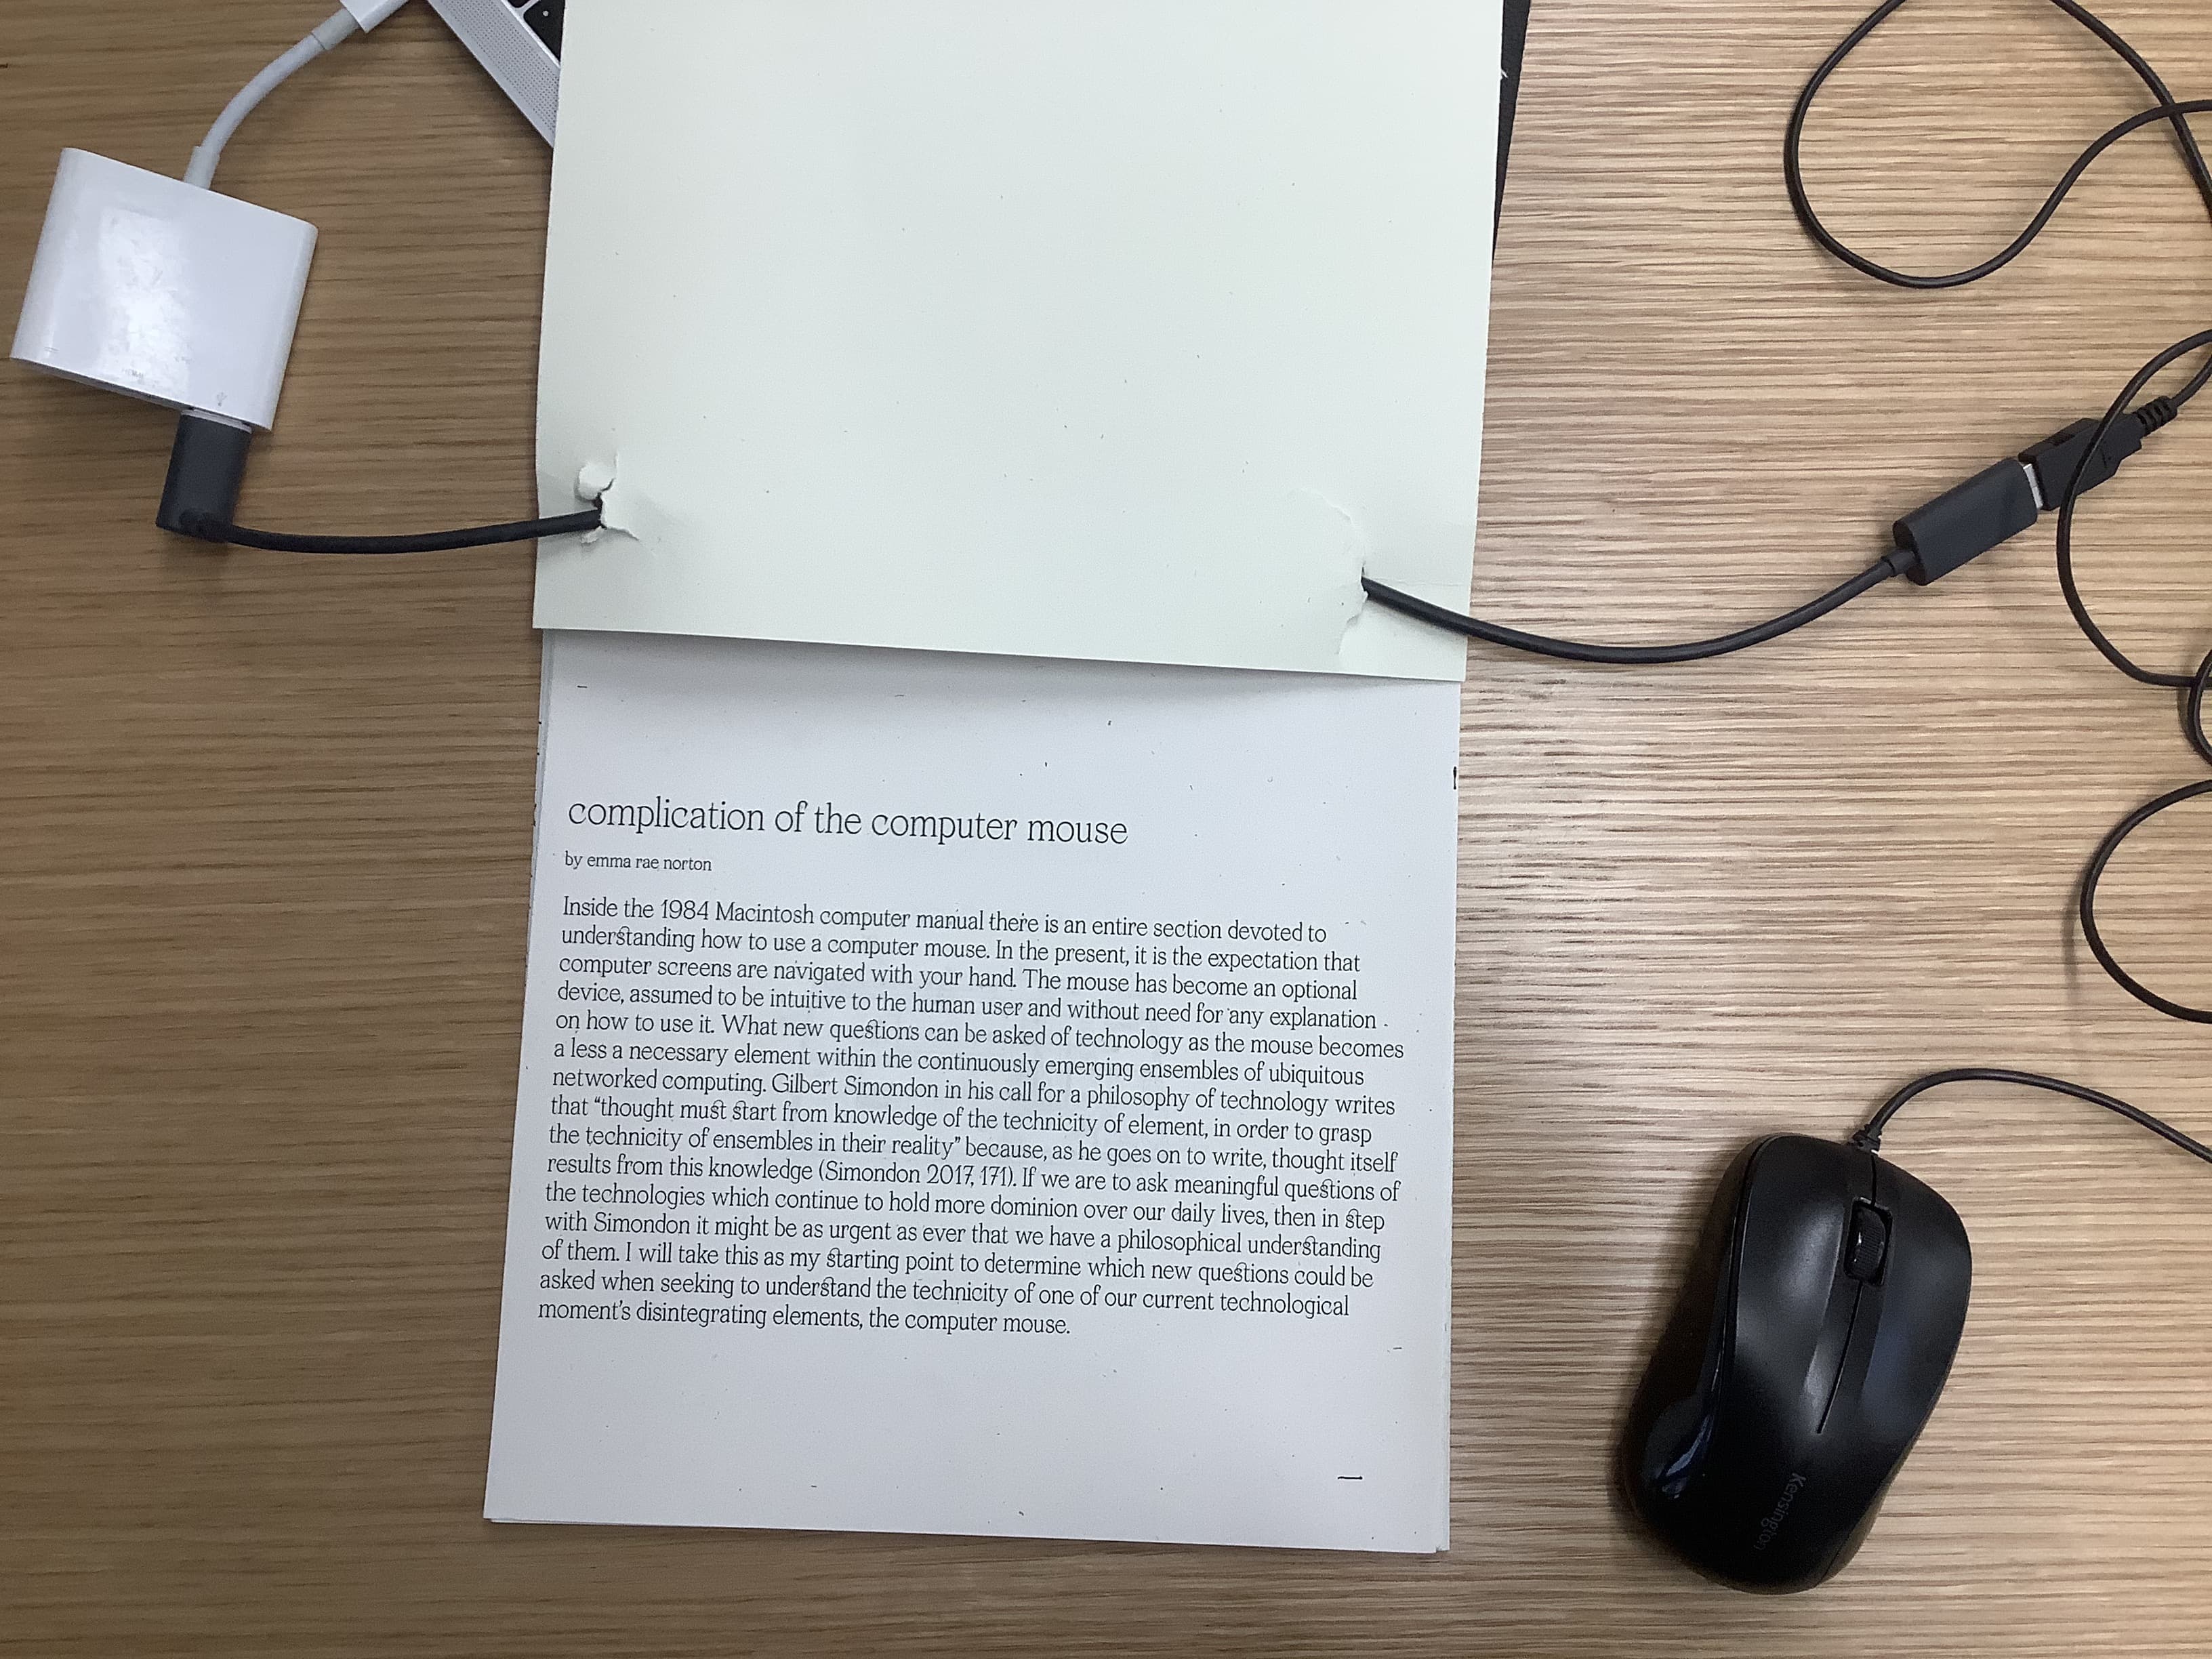 complication of the computer mouse
by emma rae norton
Inside the 1984 Macintosh computer manual there is an entire section devoted to
understanding how to use a computer mouse. In the present, it is the expectation that
computer screens are navigated with your hand. The mouse has become an optional
device, assumed to be intuitive to the human user and without need for any explanation
on how to use it. What new questions can be asked of technology as the mouse becomes
a less a necessary element within the continuously emerging ensembles of ubiquitous
networked computing. Gilbert Simondon in his call for a philosophy of technology writes
that “thought must start from knowledge of the technicity of element, in order to grasp
the technicity of ensembles in their reality” because, as he goes on to write, thought itself
results from this knowledge (Simondon 2017, 171). If we are to ask meaningful questions of
the technologies which continue to hold more dominion over our daily lives, then in step
with Simondon it might be as urgent as ever that we have a philosophical understanding
of them. I will take this as my starting point to determine which new questions could be
asked when seeking to understand the technicity of one of our current technological
moment's disintegrating elements, the computer mouse.
Kensington